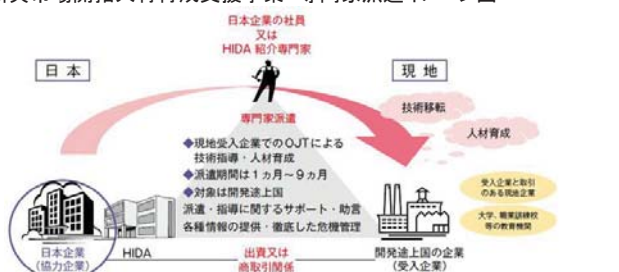 日本企業の社員
又は
HIDA 紹介専門家
日本
現地
技術移転
人材育成
専門家派遣
◆現地受入企業でのOJTによる
技術指導・人材育成
◆派遣期間は1ヵ月〜9ヵ月
◆対象は開発途上国
派遣・指導に関するサポート・助言
各種情報の提供・徹底した危機管理
受入企業と取引
のある現地企業
大学、職業訓練校
等の教育機関
日本企業
(協力企業)
HIDA
出資又は
商取引関係
開発途上国の企業
(受入企業)